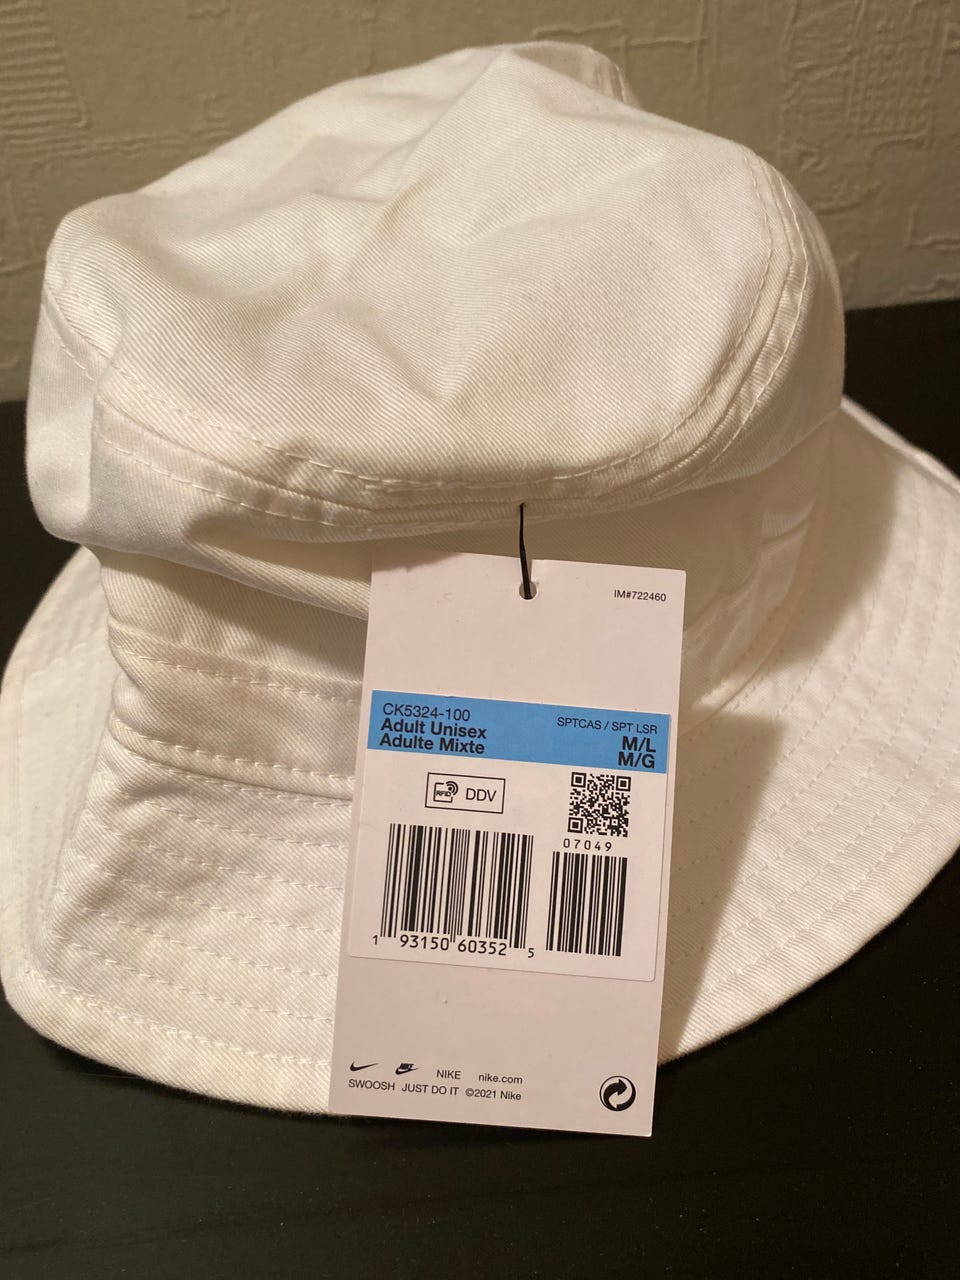 IM#722460
CK5324-100
Adult Unisex
Adulte Mixte
SPTCAS / SPT LSR
M/L
M/G
RFID DDV
07049
1 93150 60352 5
NIKE nike.com
SWOOSH JUST DO IT ©2021 Nike